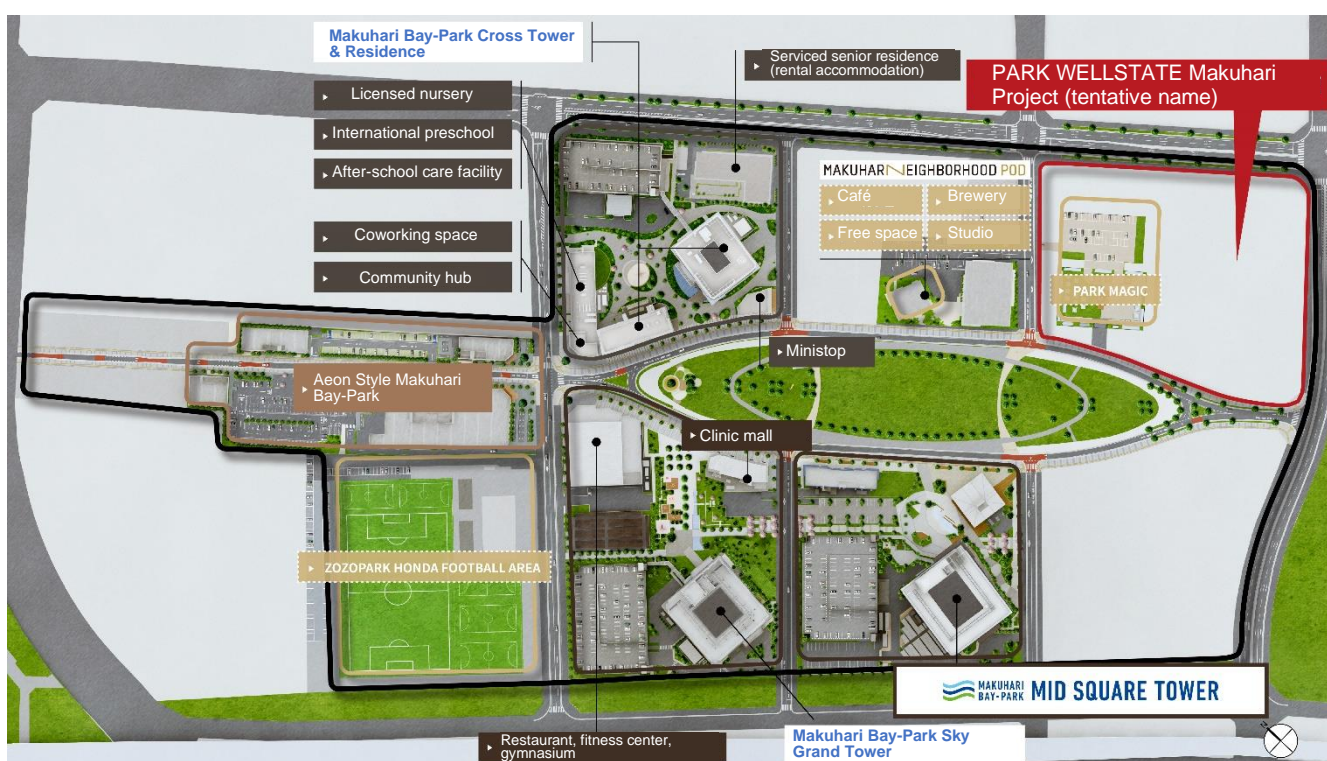 Makuhari Bay-Park Cross Tower
& Residence
Serviced senior residence
(rental accommodation)
PARK WELLSTATE Makuhari
Project (tentative name)
Licensed nursery
International preschool
After-school care facility
MAKUHARI NEIGHBORHOOD POD
Café
Brewery
Free space
Studio
Coworking space
Community hub
PARK MAGIC
Ministop
Aeon Style Makuhari
Bay-Park
Clinic mall
ZOZOPARK HONDA FOOTBALL AREA
MAKUHARI
BAY-PARK
MID SQUARE TOWER
Restaurant, fitness center,
gymnasium
Makuhari Bay-Park Sky
Grand Tower
N